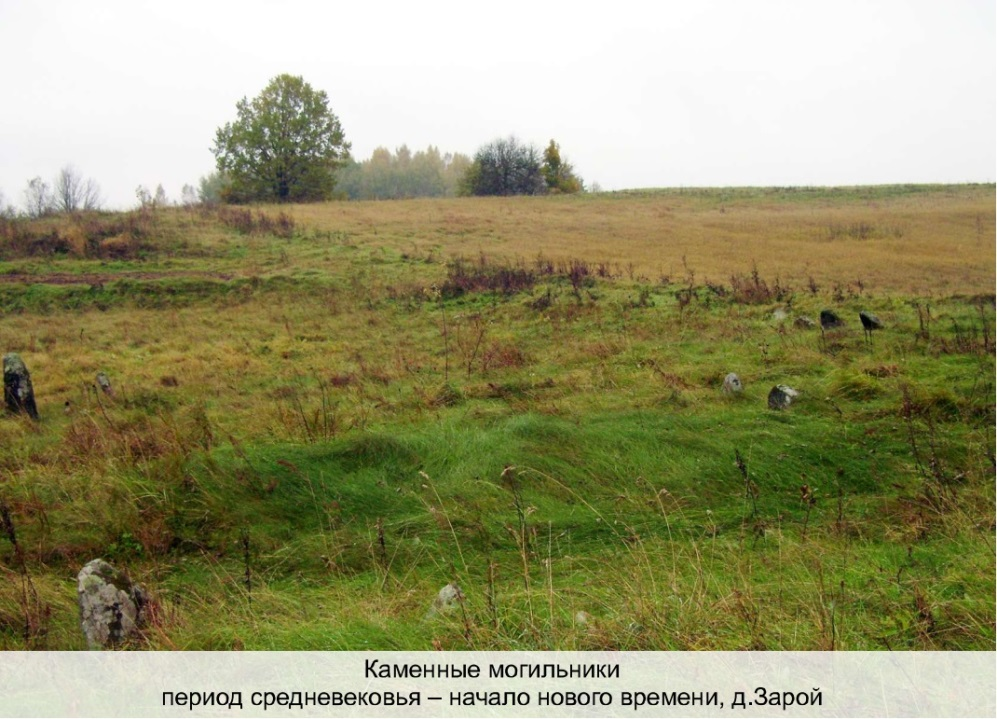 Каменные могильники
период средневековья – начало нового времени, д.Зарой